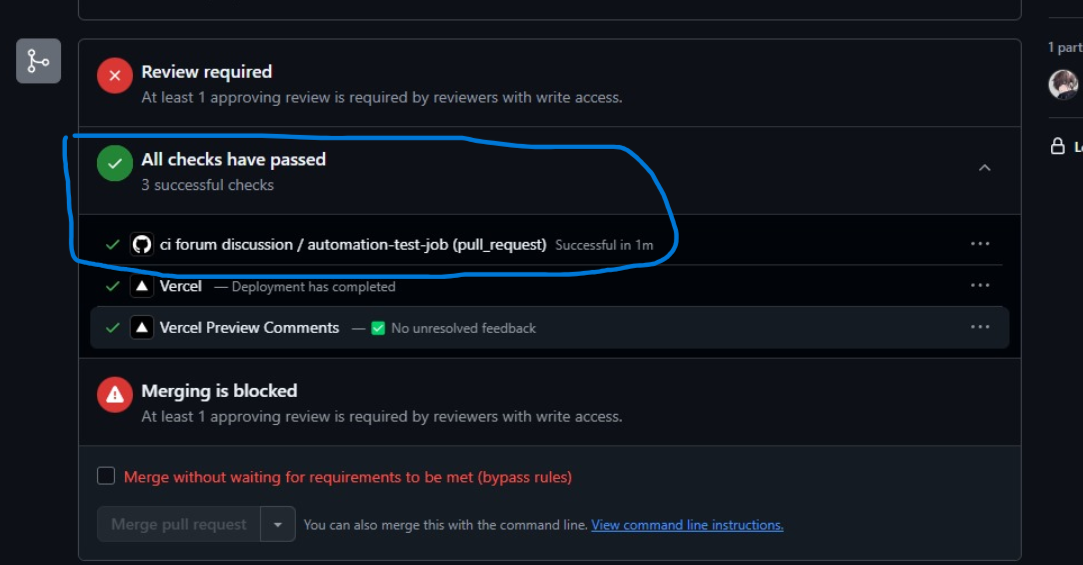 1 part
Review required
At least 1 approving review is required by reviewers with write access.
All checks have passed
3 successful checks
ci forum discussion / automation-test-job (pull_request) Successful in 1m
Vercel — Deployment has completed
Vercel Preview Comments — ✅ No unresolved feedback
Merging is blocked
At least 1 approving review is required by reviewers with write access.
Merge without waiting for requirements to be met (bypass rules)
Merge pull request You can also merge this with the command line. View command line instructions.